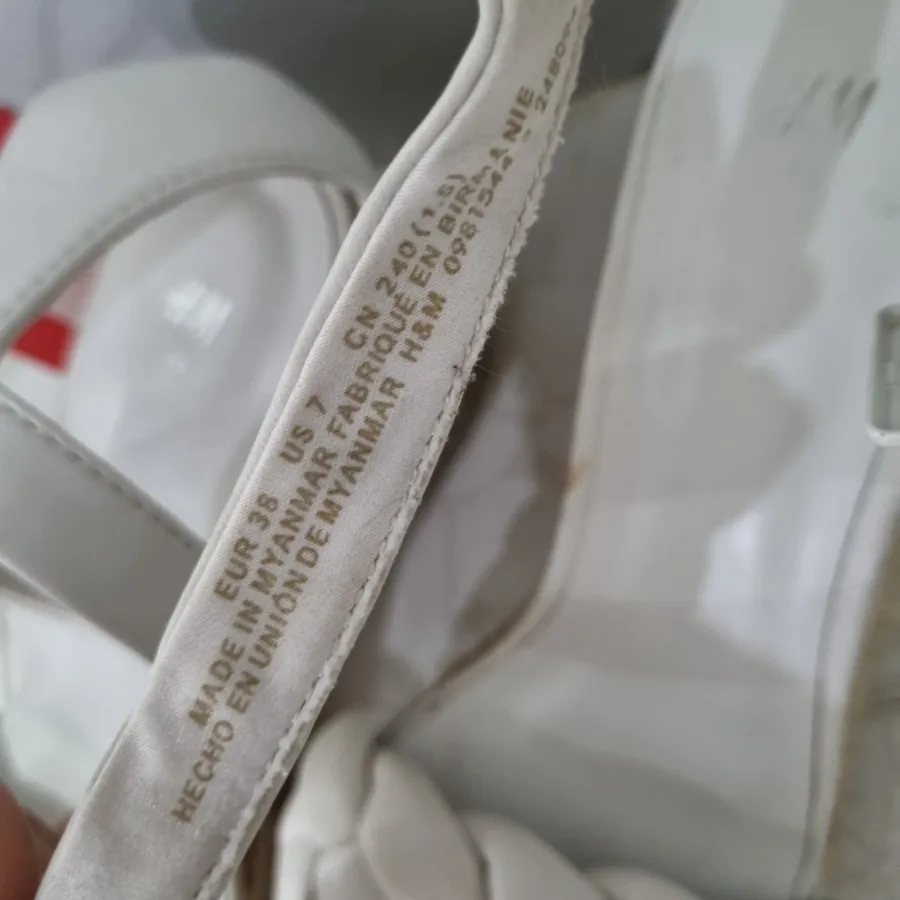 EUR 38 US 7 CN 240 (1.5)
MADE IN MYANMAR FABRIQUÉ EN BIRMANIE
HECHO EN UNIÓN DE MYANMAR H&M